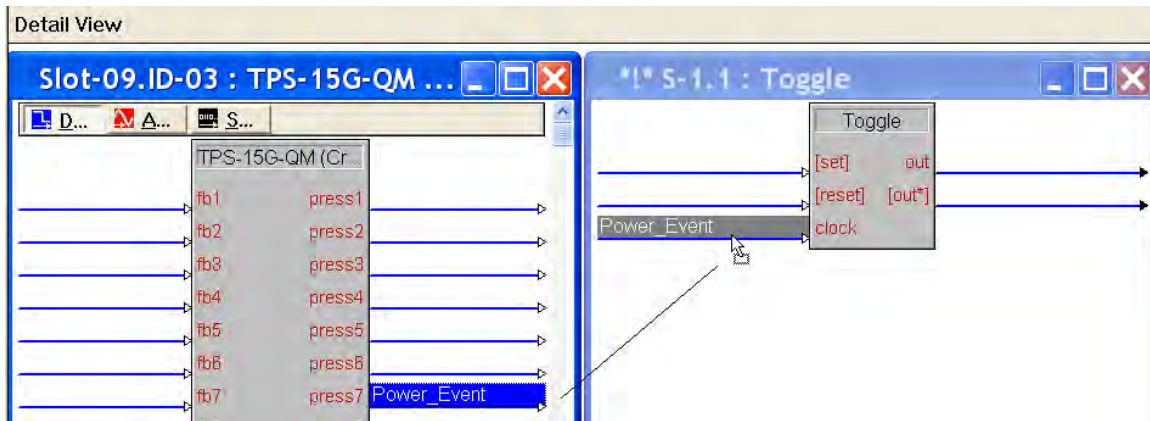 Detail View
Slot-09.ID-03 : TPS-15G-QM ...
D... A... S...
TPS-15G-QM (Cr...
fb1 press1
fb2 press2
fb3 press3
fb4 press4
fb5 press5
fb6 press6
fb7 press7 Power_Event
*!* S-1.1 : Toggle
Toggle
[set] out
[reset] [out*]
Power_Event clock